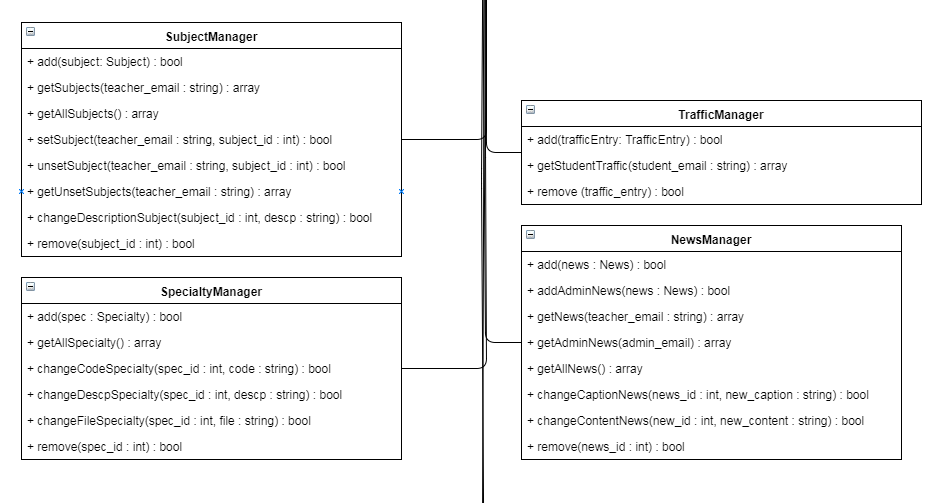 SubjectManager
+ add(subject: Subject) : bool
+ getSubjects(teacher_email : string) : array
+ getAllSubjects() : array
+ setSubject(teacher_email : string, subject_id : int) : bool
+ unsetSubject(teacher_email : string, subject_id : int) : bool
+ getUnsetSubjects(teacher_email : string) : array
+ changeDescriptionSubject(subject_id : int, descp : string) : bool
+ remove(subject_id : int) : bool
SpecialtyManager
+ add(spec : Specialty) : bool
+ getAllSpecialty() : array
+ changeCodeSpecialty(spec_id : int, code : string) : bool
+ changeDescpSpecialty(spec_id : int, descp : string) : bool
+ changeFileSpecialty(spec_id : int, file : string) : bool
+ remove(spec_id : int) : bool
TrafficManager
+ add(trafficEntry: TrafficEntry) : bool
+ getStudentTraffic(student_email : string) : array
+ remove (traffic_entry) : bool
NewsManager
+ add(news : News) : bool
+ addAdminNews(news : News) : bool
+ getNews(teacher_email : string) : array
+ getAdminNews(admin_email) : array
+ getAllNews() : array
+ changeCaptionNews(news_id : int, new_caption : string) : bool
+ changeContentNews(new_id : int, new_content : string) : bool
+ remove(news_id : int) : bool